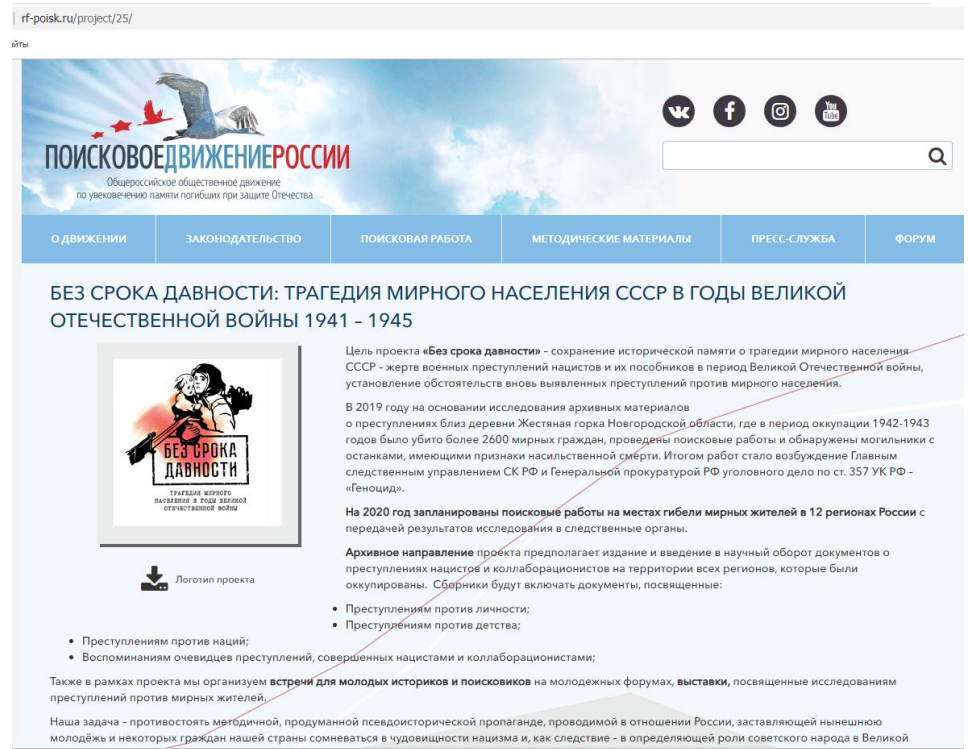 rf-poisk.ru/project/25/
йты
You
Tube
ПОИСКОВОЕДВИЖЕНИЕРОССИИ
Общероссийское общественное движение
по увековечению памяти погибших при защите Отечества
О ДВИЖЕНИИ ЗАКОНОДАТЕЛЬСТВО ПОИСКОВАЯ РАБОТА МЕТОДИЧЕСКИЕ МАТЕРИАЛЫ ПРЕСС-СЛУЖБА ФОРУМ
БЕЗ СРОКА ДАВНОСТИ: ТРАГЕДИЯ МИРНОГО НАСЕЛЕНИЯ СССР В ГОДЫ ВЕЛИКОЙ
ОТЕЧЕСТВЕННОЙ ВОЙНЫ 1941 – 1945
БЕЗ СРОКА
ДАВНОСТИ
ТРАГЕДИЯ МИРНОГО
НАСЕЛЕНИЯ В ГОДЫ ВЕЛИКОЙ
ОТЕЧЕСТВЕННОЙ ВОЙНЫ
Логотип проекта
Цель проекта «Без срока давности» – сохранение исторической памяти о трагедии мирного населения
СССР – жертв военных преступлений нацистов и их пособников в период Великой Отечественной войны,
установление обстоятельств вновь выявленных преступлений против мирного населения.
В 2019 году на основании исследования архивных материалов
о преступлениях близ деревни Жестяная горка Новгородской области, где в период оккупации 1942-1943
годов было убито более 2600 мирных граждан, проведены поисковые работы и обнаружены могильники с
останками, имеющими признаки насильственной смерти. Итогом работ стало возбуждение Главным
следственным управлением СК РФ и Генеральной прокуратурой РФ уголовного дело по ст. 357 УК РФ –
«Геноцид».
На 2020 год запланированы поисковые работы на местах гибели мирных жителей в 12 регионах России с
передачей результатов исследования в следственные органы.
Архивное направление проекта предполагает издание и введение в научный оборот документов о
преступлениях нацистов и коллаборационистов на территории всех регионов, которые были
оккупированы. Сборники будут включать документы, посвященные:
• Преступлениям против личности;
• Преступлениям против детства;
• Преступлениям против наций;
• Воспоминаниям очевидцев преступлений, совершенных нацистами и коллаборационистами;
Также в рамках проекта мы организуем встречи для молодых историков и поисковиков на молодежных форумах, выставки, посвященные исследованиям
преступлений против мирных жителей.
Наша задача – противостоять методичной, продуманной псевдоисторической пропаганде, проводимой в отношении России, заставляющей нынешнюю
молодёжь и некоторых граждан нашей страны сомневаться в чудовищности нацизма и, как следствие – в определяющей роли советского народа в Великой